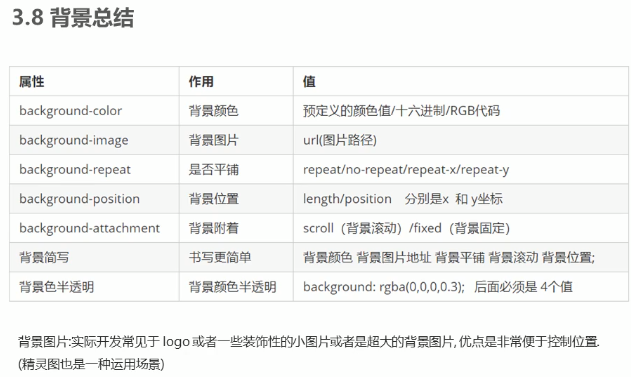 3.8 背景总结
属性 作用 值
background-color 背景颜色 预定义的颜色值/十六进制/RGB代码
background-image 背景图片 url(图片路径)
background-repeat 是否平铺 repeat/no-repeat/repeat-x/repeat-y
background-position 背景位置 length/position 分别是x 和 y坐标
background-attachment 背景附着 scroll（背景滚动）/fixed（背景固定）
背景简写 书写更简单 背景颜色 背景图片地址 背景平铺 背景滚动 背景位置;
背景色半透明 背景颜色半透明 background: rgba(0,0,0,0.3); 后面必须是 4个值
背景图片:实际开发常见于 logo 或者一些装饰性的小图片或者是超大的背景图片, 优点是非常便于控制位置.
(精灵图也是一种运用场景)